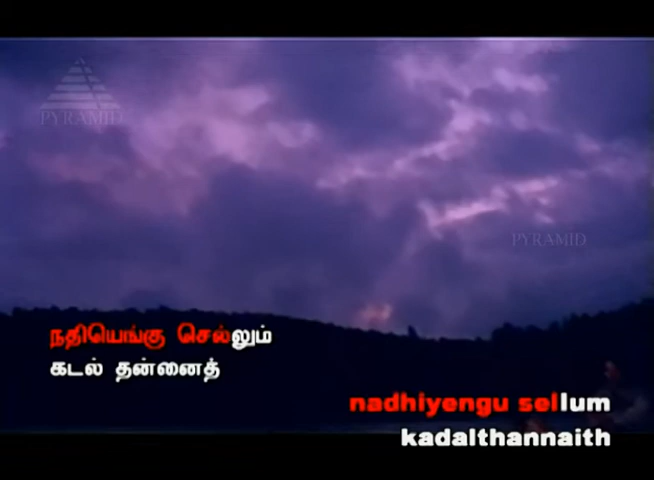 PYRAMID
PYRAMID
நதியெங்கு செல்லும்
கடல் தன்னைத்
nadhiyengu sellum
kadalthannaith